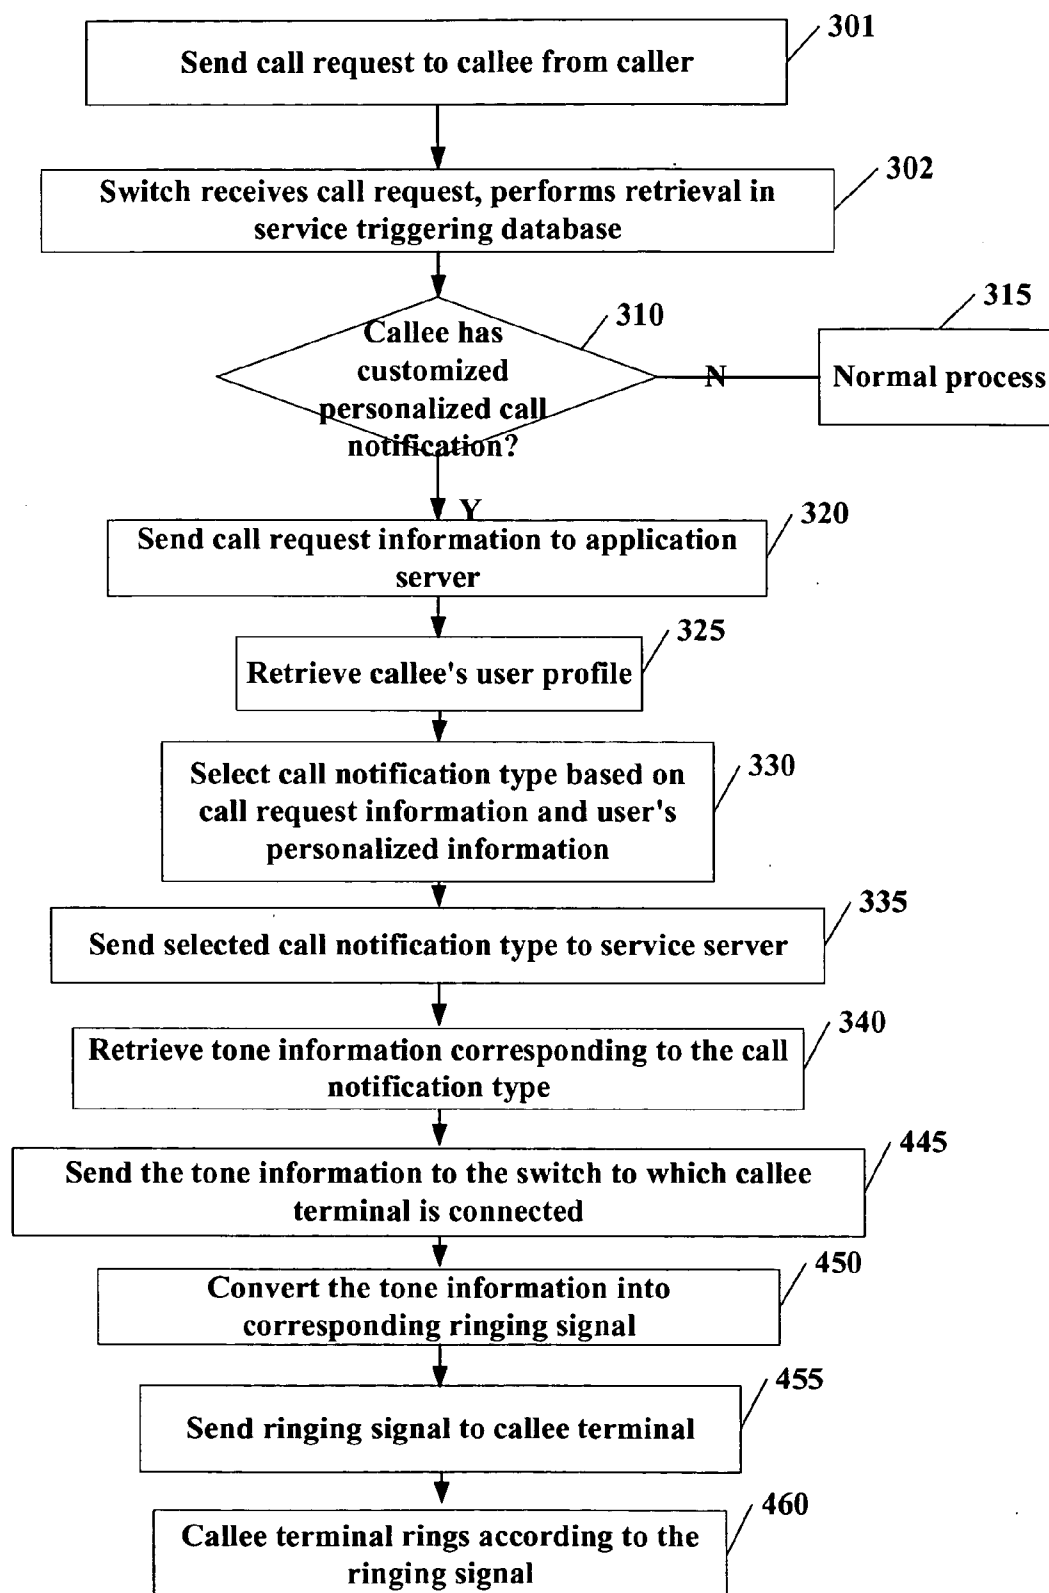 301
Send call request to callee from caller
302
Switch receives call request, performs retrieval in
service triggering database
310
315
Callee has
customized
personalized call
notification?
N
Normal process
Y
320
Send call request information to application
server
325
Retrieve callee's user profile
330
Select call notification type based on
call request information and user's
personalized information
335
Send selected call notification type to service server
340
Retrieve tone information corresponding to the call
notification type
445
Send the tone information to the switch to which callee
terminal is connected
450
Convert the tone information into
corresponding ringing signal
455
Send ringing signal to callee terminal
460
Callee terminal rings according to the
ringing signal